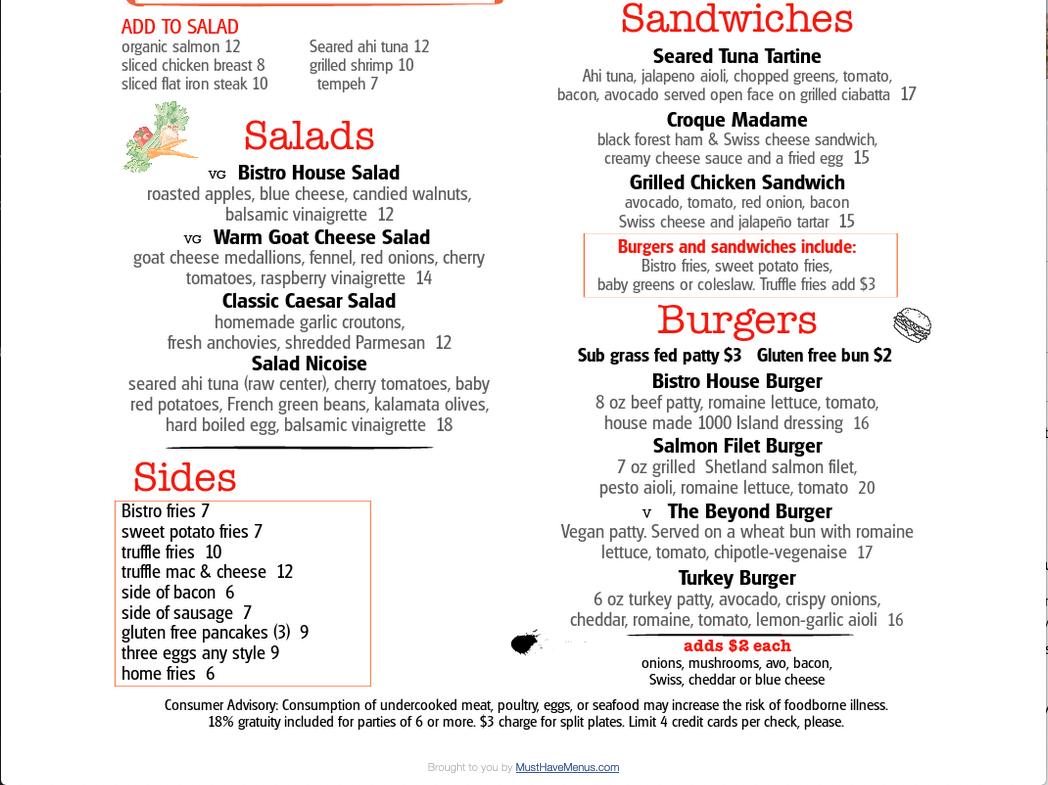 ADD TO SALAD
organic salmon 12
sliced chicken breast 8
sliced flat iron steak 10
Seared ahi tuna 12
grilled shrimp 10
tempeh 7
Salads
VG Bistro House Salad
roasted apples, blue cheese, candied walnuts,
balsamic vinaigrette 12
VG Warm Goat Cheese Salad
goat cheese medallions, fennel, red onions, cherry
tomatoes, raspberry vinaigrette 14
Classic Caesar Salad
homemade garlic croutons,
fresh anchovies, shredded Parmesan 12
Salad Nicoise
seared ahi tuna (raw center), cherry tomatoes, baby
red potatoes, French green beans, kalamata olives,
hard boiled egg, balsamic vinaigrette 18
Sides
Bistro fries 7
sweet potato fries 7
truffle fries 10
truffle mac & cheese 12
side of bacon 6
side of sausage 7
gluten free pancakes (3) 9
three eggs any style 9
home fries 6
Sandwiches
Seared Tuna Tartine
Ahi tuna, jalapeno aioli, chopped greens, tomato,
bacon, avocado served open face on grilled ciabatta 17
Croque Madame
black forest ham & Swiss cheese sandwich,
creamy cheese sauce and a fried egg 15
Grilled Chicken Sandwich
avocado, tomato, red onion, bacon
Swiss cheese and jalapeño tartar 15
Burgers and sandwiches include:
Bistro fries, sweet potato fries,
baby greens or coleslaw. Truffle fries add $3
Burgers
Sub grass fed patty $3 Gluten free bun $2
Bistro House Burger
8 oz beef patty, romaine lettuce, tomato,
house made 1000 Island dressing 16
Salmon Filet Burger
7 oz grilled Shetland salmon filet,
pesto aioli, romaine lettuce, tomato 20
V The Beyond Burger
Vegan patty. Served on a wheat bun with romaine
lettuce, tomato, chipotle-vegenaise 17
Turkey Burger
6 oz turkey patty, avocado, crispy onions,
cheddar, romaine, tomato, lemon-garlic aioli 16
adds $2 each
onions, mushrooms, avo, bacon,
Swiss, cheddar or blue cheese
Consumer Advisory: Consumption of undercooked meat, poultry, eggs, or seafood may increase the risk of foodborne illness.
18% gratuity included for parties of 6 or more. $3 charge for split plates. Limit 4 credit cards per check, please.
Brought to you by MustHaveMenus.com